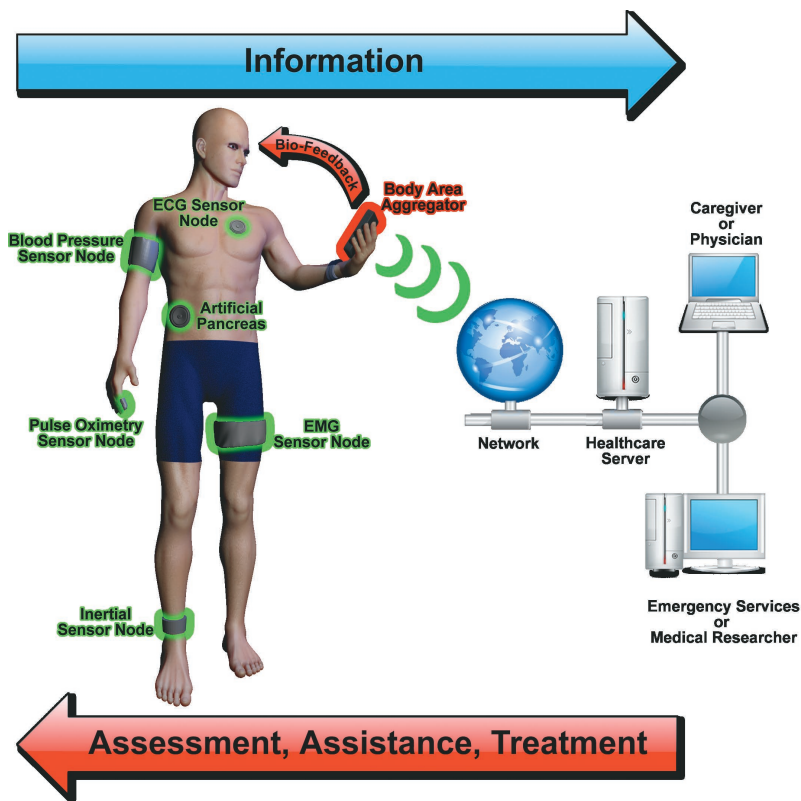 Information
Bio-Feedback
Body Area
Aggregator
ECG Sensor
Node
Blood Pressure
Sensor Node
Artificial
Pancreas
Pulse Oximetry
Sensor Node
EMG
Sensor Node
Inertial
Sensor Node
Caregiver
or
Physician
Network
Healthcare
Server
Emergency Services
or
Medical Researcher
Assessment, Assistance, Treatment